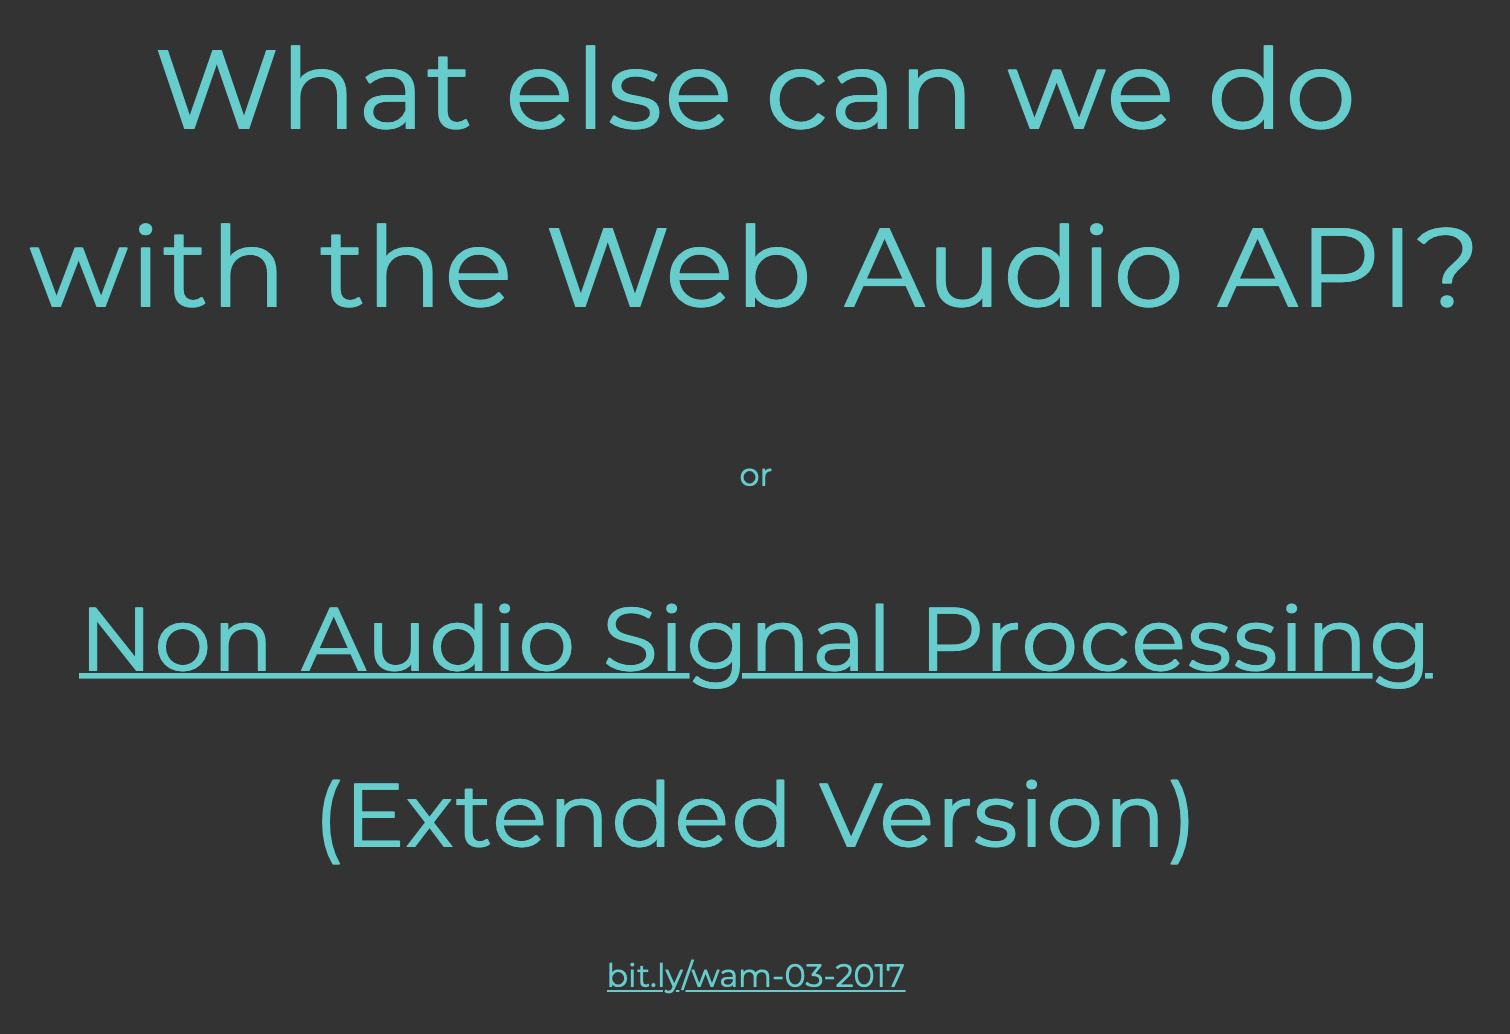 What else can we do
with the Web Audio API?
or
Non Audio Signal Processing
(Extended Version)
bit.ly/wam-03-2017